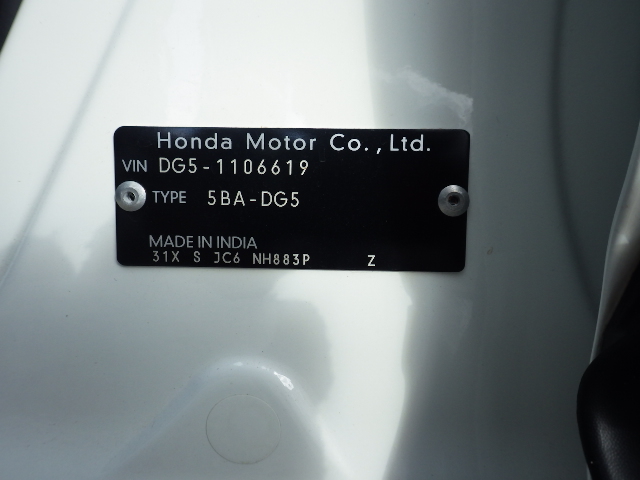 Honda Motor Co.,Ltd.
VIN DG5-1106619
TYPE 5BA-DG5
MADE IN INDIA
31X S JC6 NH883P Z